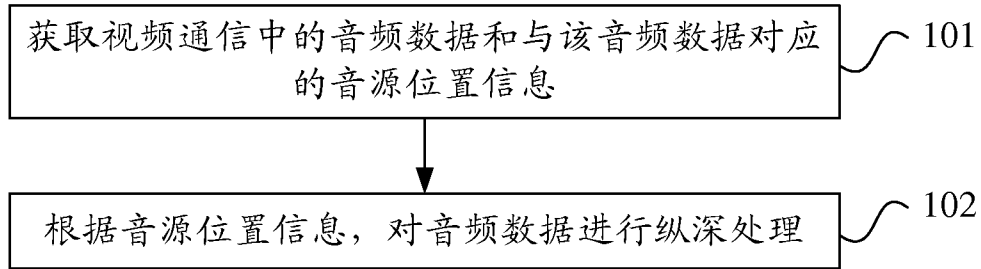 获取视频通信中的音频数据和与该音频数据对应
的音源位置信息
101
根据音源位置信息，对音频数据进行纵深处理
102